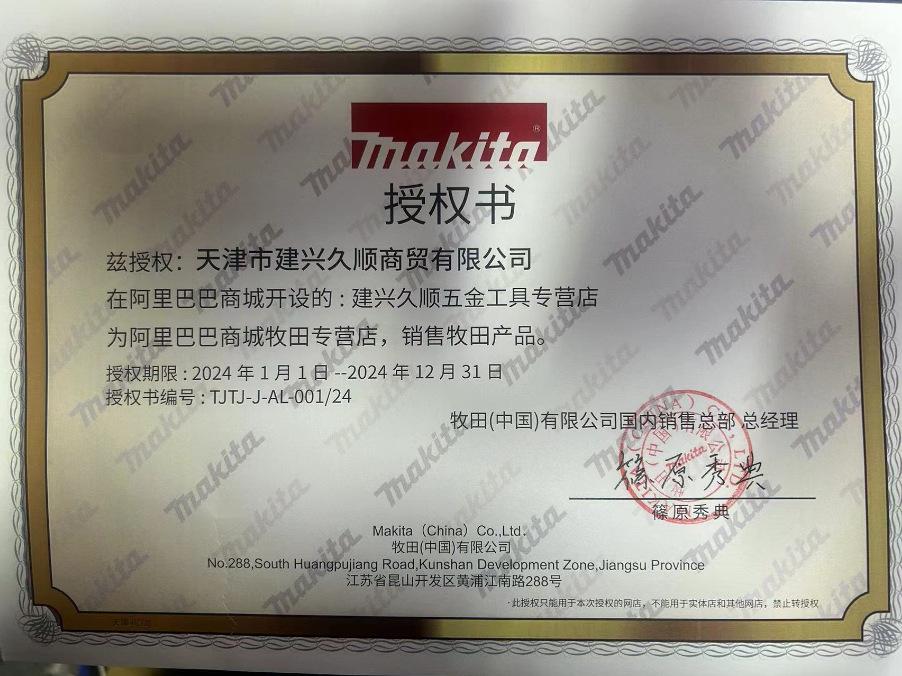 makita®
授权书
兹授权：天津市建兴久顺商贸有限公司
在阿里巴巴商城开设的：建兴久顺五金工具专营店
为阿里巴巴商城牧田专营店，销售牧田产品。
授权期限：2024 年 1 月 1 日 --2024 年 12 月 31 日
授权书编号：TJTJ-J-AL-001/24
牧田(中国)有限公司国内销售总部 总经理
篠原秀典
篠原秀典
Makita（China）Co.,Ltd.
牧田(中国)有限公司
No.288,South Huangpujiang Road,Kunshan Development Zone,Jiangsu Province
江苏省昆山开发区黄浦江南路288号
·此授权只能用于本次授权的网店，不能用于实体店和其他网店，禁止转授权